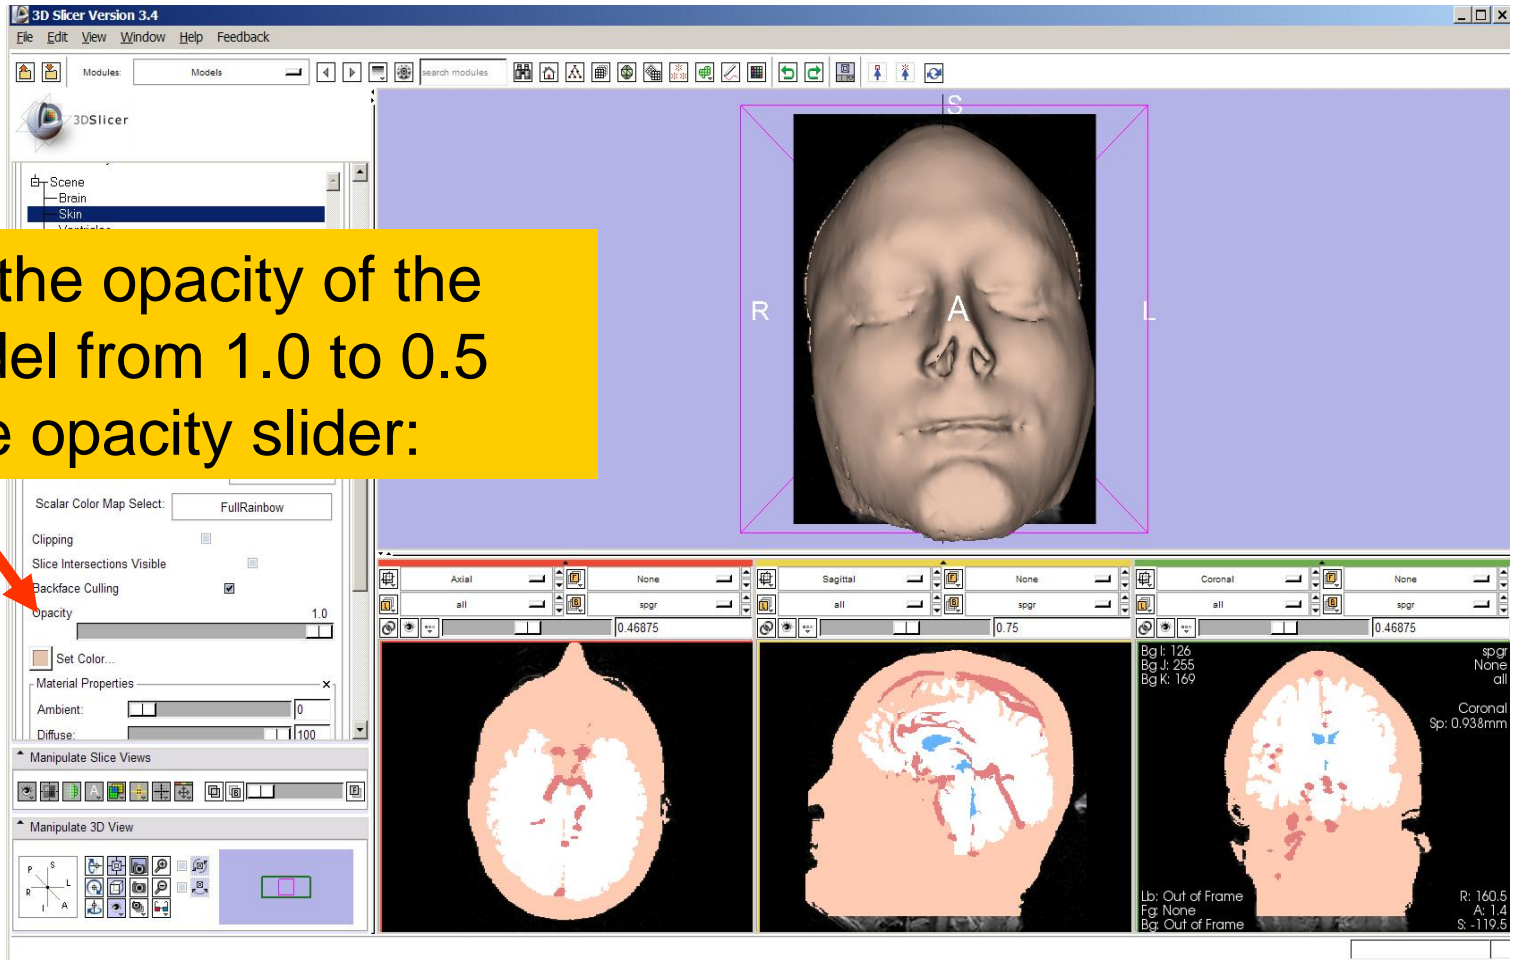 3D Slicer Version 3.4
File Edit View Window Help Feedback
Modules: Models search modules
3DSlicer
Scene
Brain
Skin
the opacity of the
del from 1.0 to 0.5
e opacity slider:
Scalar Color Map Select: FullRainbow
Clipping
Slice Intersections Visible
Backface Culling
Opacity 1.0
Set Color...
Material Properties x
Ambient: 0
Diffuse: 100
Manipulate Slice Views
Manipulate 3D View
P S
R L
I A
S
R A L
Axial None
all spgr
0.46875
Sagittal None
all spgr
0.75
Coronal None
all spgr
0.46875
Bg I: 126 spgr
Bg J: 255 None
Bg K: 169 all
Coronal
Sp: 0.938mm
Lb: Out of Frame R: 160.5
Fg: None A: 1.4
Bg: Out of Frame S: -119.5